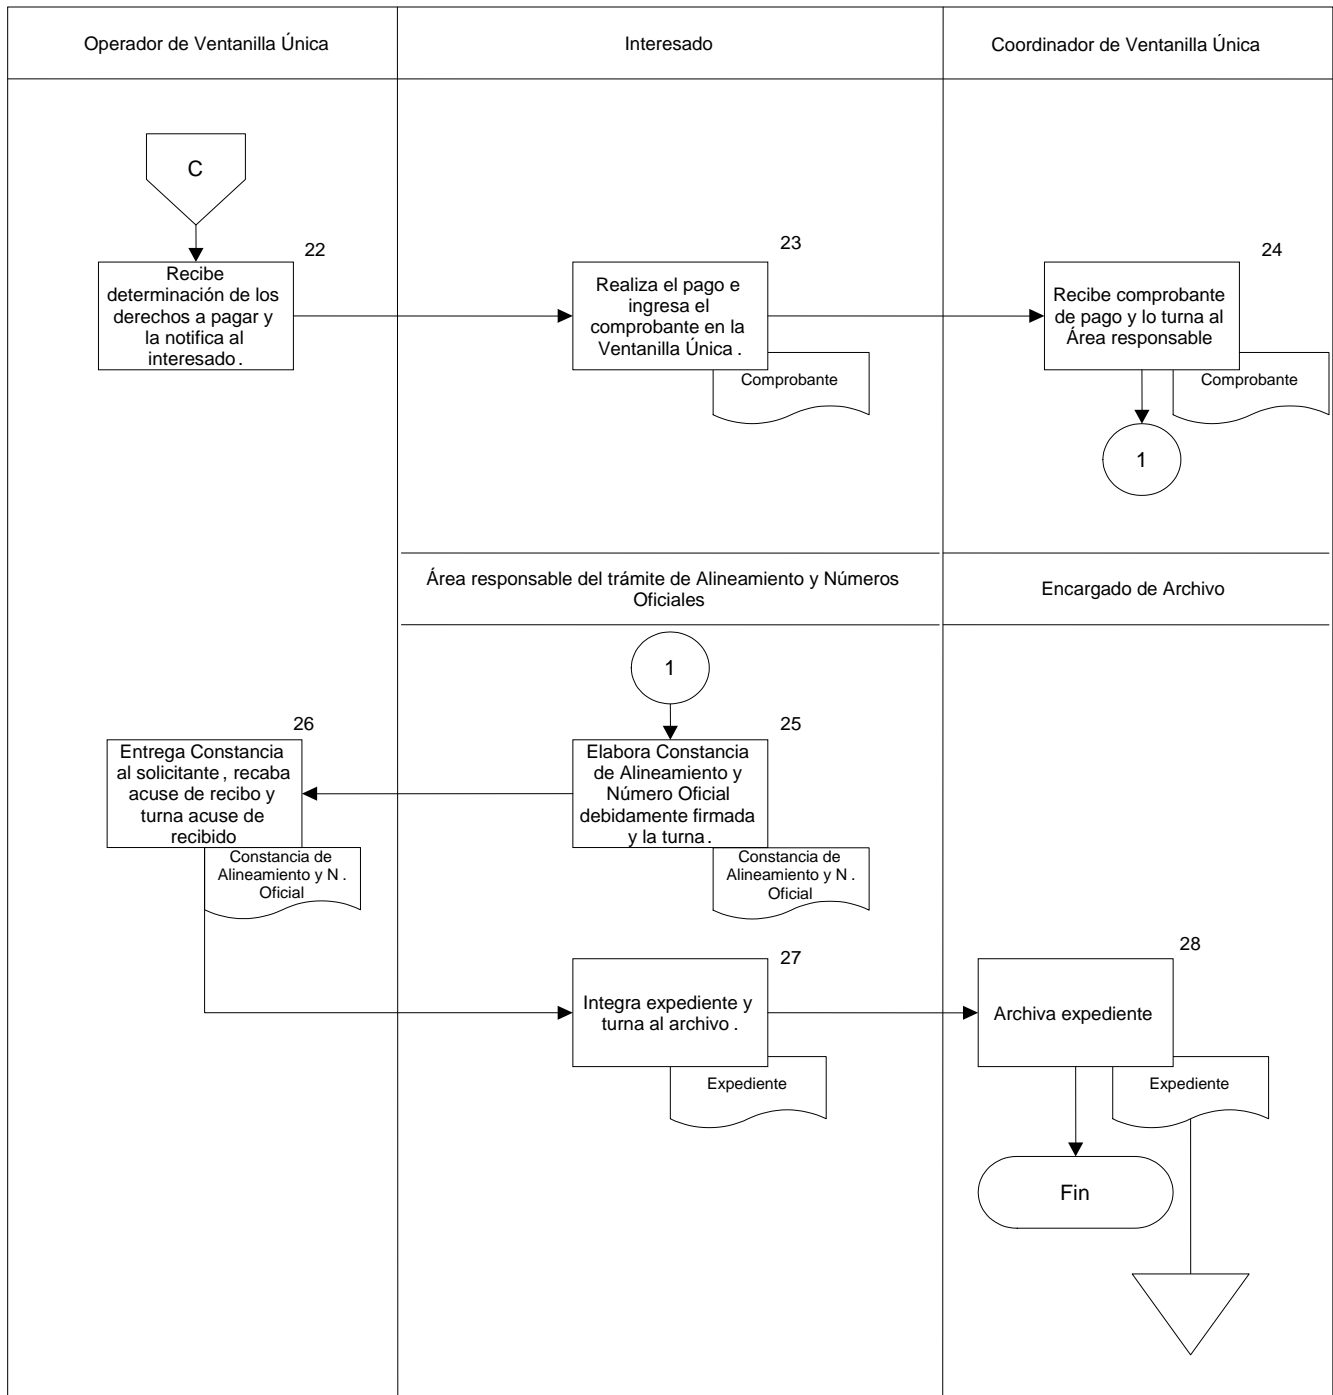 Operador de Ventanilla Única
Interesado
Coordinador de Ventanilla Única
C
22
Recibe
determinación de los
derechos a pagar y
la notifica al
interesado.
23
Realiza el pago e
ingresa el
comprobante en la
Ventanilla Única.
Comprobante
24
Recibe comprobante
de pago y lo turna al
Área responsable
Comprobante
1
Área responsable del trámite de Alineamiento y Números
Oficiales
Encargado de Archivo
1
25
Elabora Constancia
de Alineamiento y
Número Oficial
debidamente firmada
y la turna.
Constancia de
Alineamiento y N.
Oficial
26
Entrega Constancia
al solicitante, recaba
acuse de recibo y
turna acuse de
recibido
Constancia de
Alineamiento y N.
Oficial
27
Integra expediente y
turna al archivo.
Expediente
28
Archiva expediente
Expediente
Fin